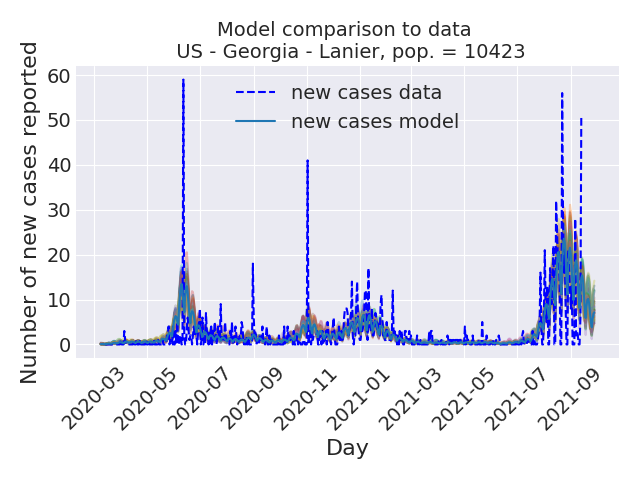 Model comparison to data
US - Georgia - Lanier, pop. = 10423
Number of new cases reported
60
50
40
30
20
10
0
new cases data
new cases model
2020-03
2020-05
2020-07
2020-09
2020-11
2021-01
2021-03
2021-05
2021-07
2021-09
Day